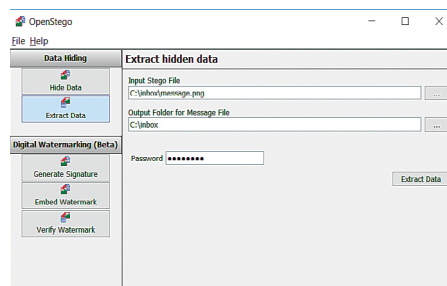 OpenStego
File Help
Data Hiding
Hide Data
Extract Data
Digital Watermarking (Beta)
Generate Signature
Embed Watermark
Verify Watermark
Extract hidden data
Input Stego File
C:\inbox\message.png
...
Output Folder for Message File
C:\inbox
...
Password ●●●●●●●●
Extract Data